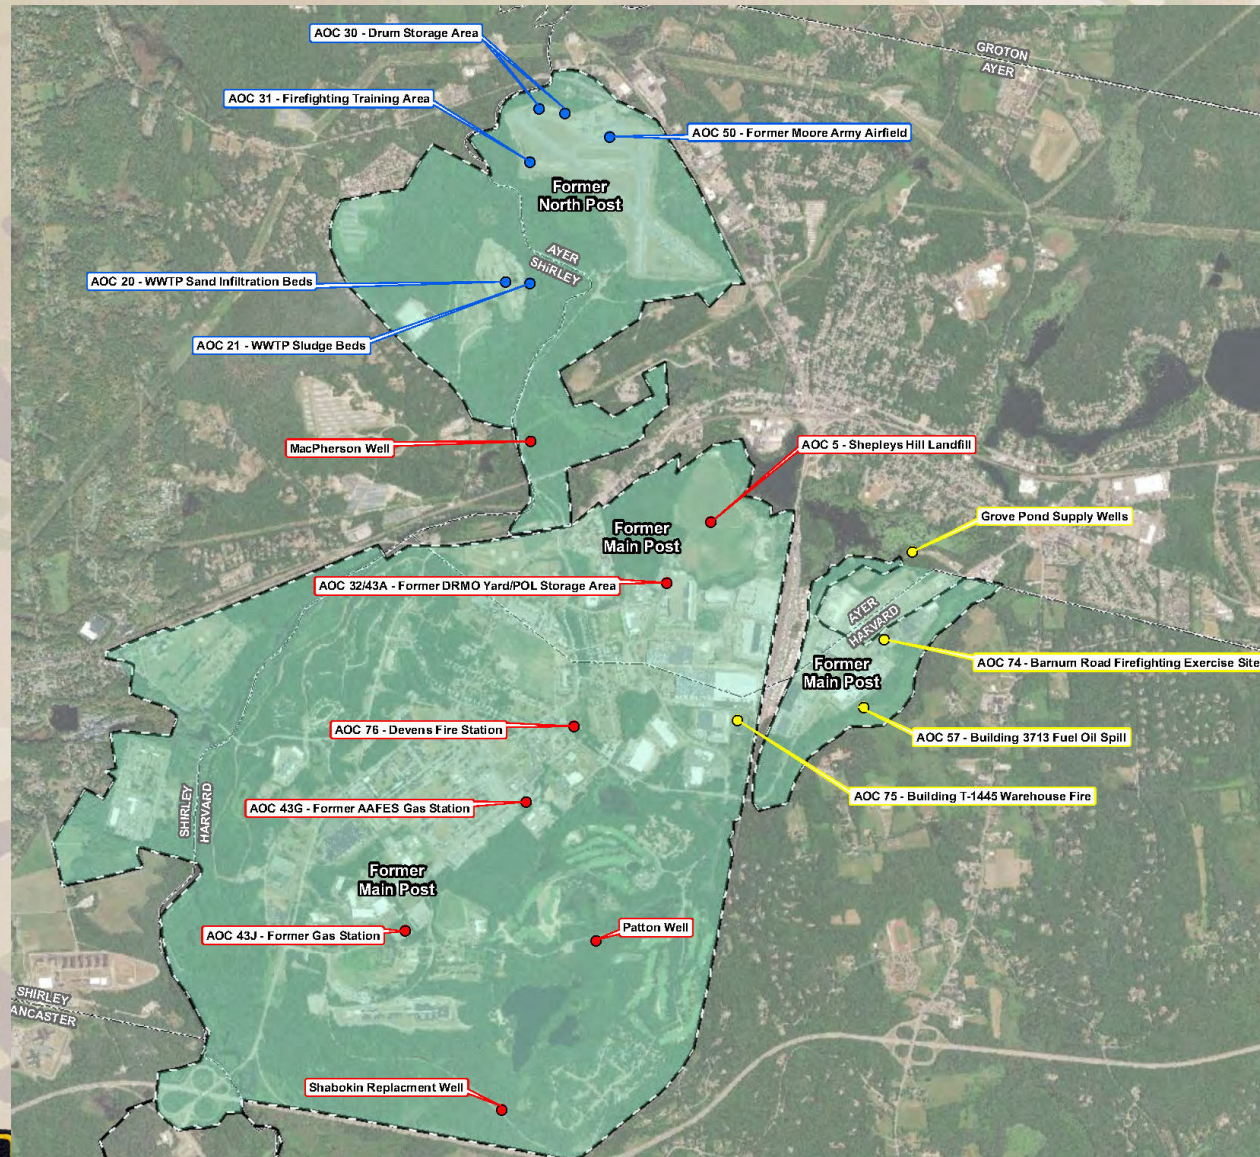 AOC 30 - Drum Storage Area
GROTON
AYER
AOC 31 - Firefighting Training Area
AOC 50 - Former Moore Army Airfield
Former
North Post
AYER
SHIRLEY
AOC 20 - WWTP Sand Infiltration Beds
AOC 21 - WWTP Sludge Beds
MacPherson Well
AOC 5 - Shepleys Hill Landfill
Grove Pond Supply Wells
Former
Main Post
AOC 32/43A - Former DRMO Yard/POL Storage Area
AYER
HARVARD
AOC 74 - Barnum Road Firefighting Exercise Site
Former
Main Post
AOC 76 - Devens Fire Station
AOC 57 - Building 3713 Fuel Oil Spill
AOC 75 - Building T-1445 Warehouse Fire
SHIRLEY
HARVARD
AOC 43G - Former AAFES Gas Station
Former
Main Post
AOC 43J - Former Gas Station
Patton Well
SHIRLEY
ANCASTER
Shabokin Replacment Well